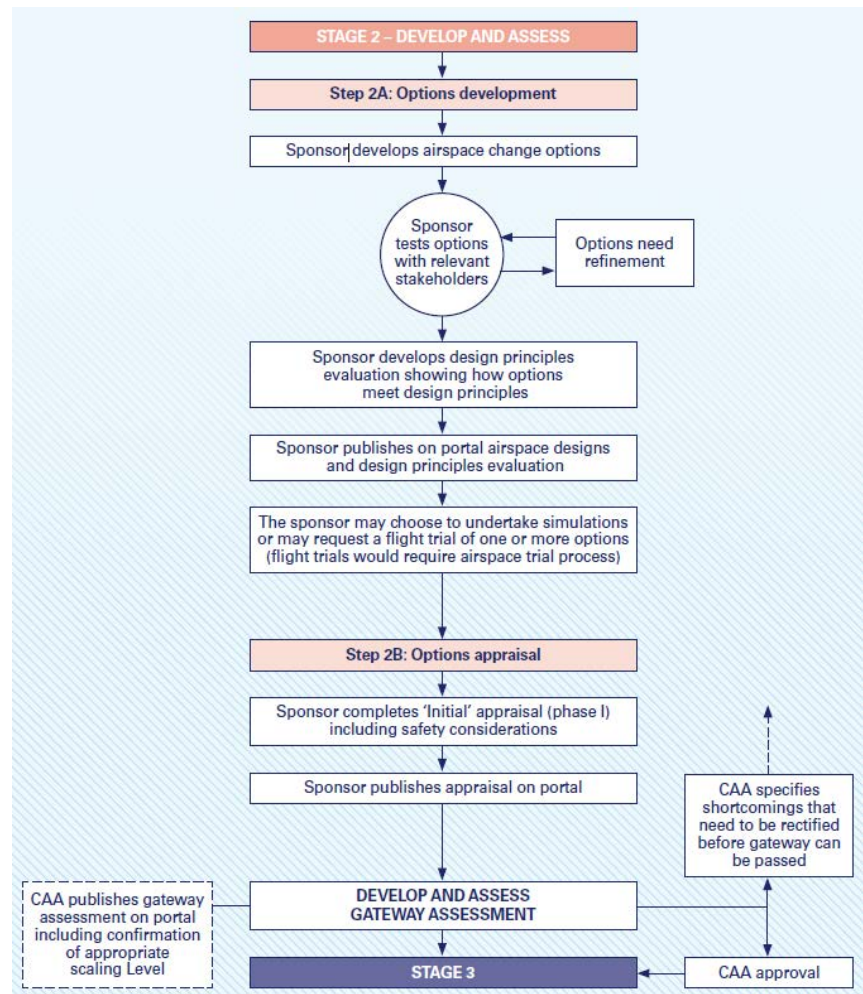 STAGE 2 – DEVELOP AND ASSESS
Step 2A: Options development
Sponsor develops airspace change options
Sponsor
tests options
with relevant
stakeholders
Options need
refinement
Sponsor develops design principles
evaluation showing how options
meet design principles
Sponsor publishes on portal airspace designs
and design principles evaluation
The sponsor may choose to undertake simulations
or may request a flight trial of one or more options
(flight trials would require airspace trial process)
Step 2B: Options appraisal
Sponsor completes ‘Initial’ appraisal (phase I)
including safety considerations
Sponsor publishes appraisal on portal
CAA specifies
shortcomings that
need to be rectified
before gateway can
be passed
CAA publishes gateway
assessment on portal
including confirmation
of appropriate
scaling Level
DEVELOP AND ASSESS
GATEWAY ASSESSMENT
STAGE 3
CAA approval